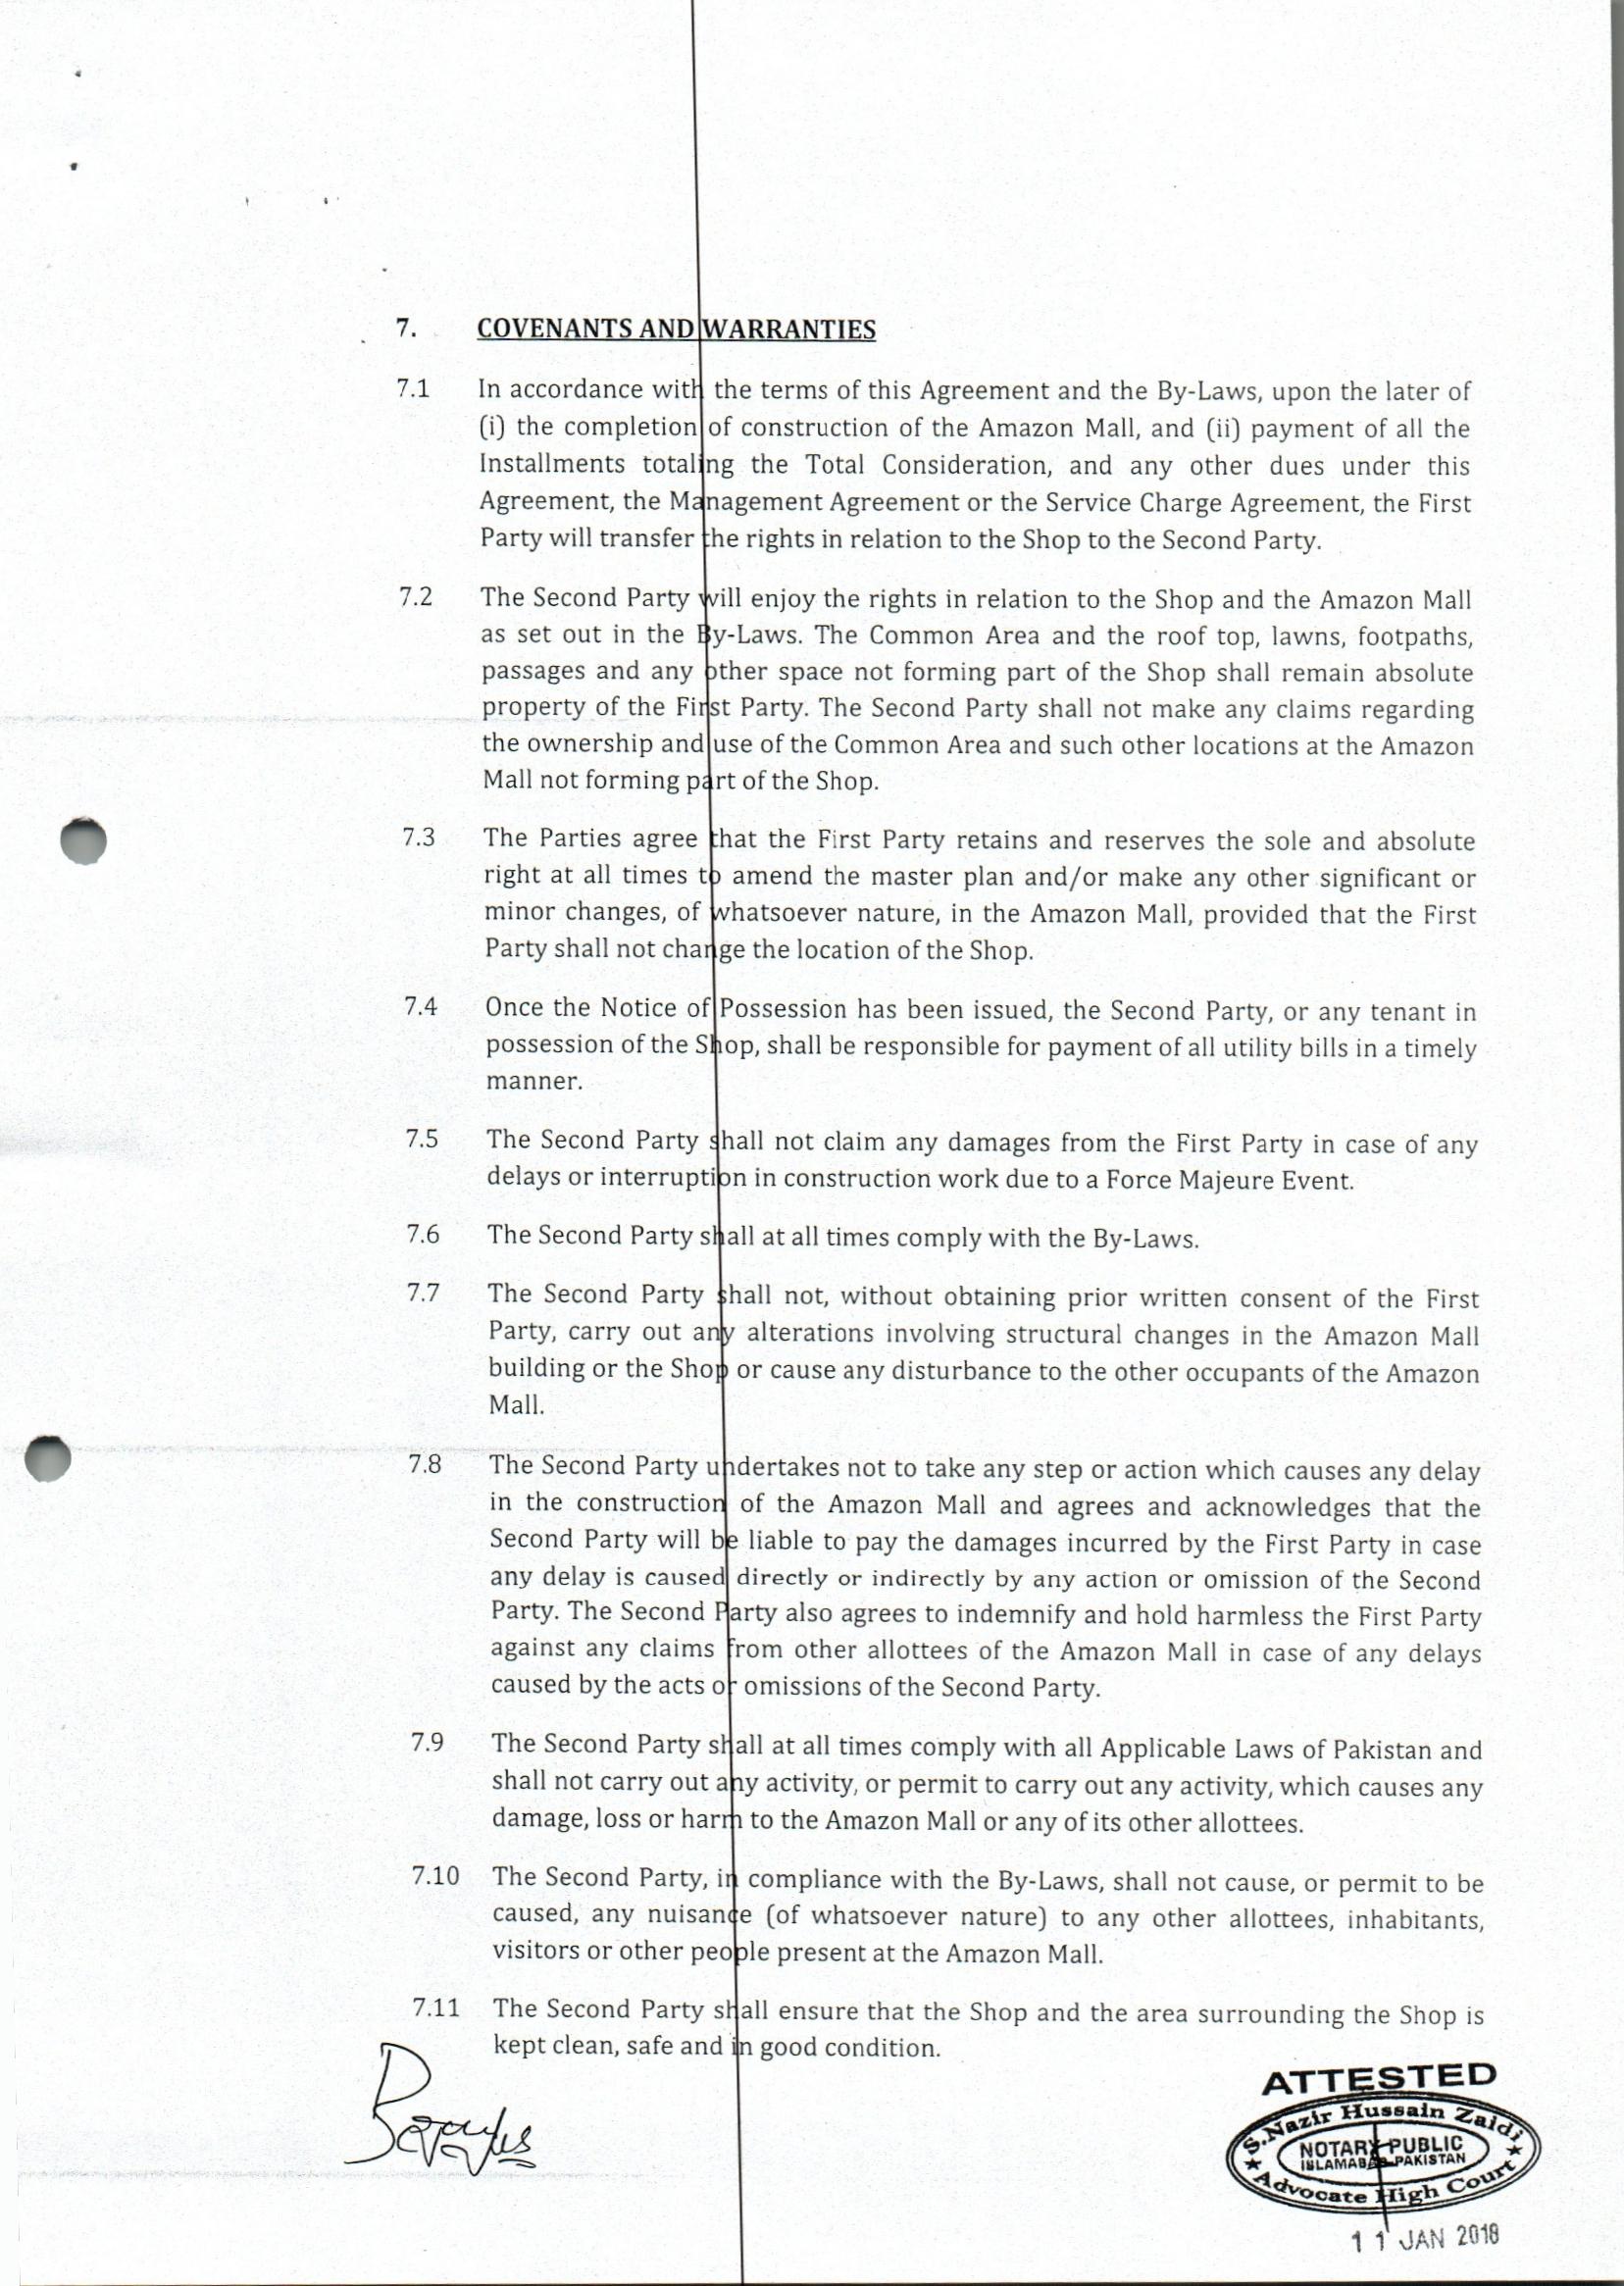 7. COVENANTS AND WARRANTIES
7.1 In accordance with the terms of this Agreement and the By-Laws, upon the later of
(i) the completion of construction of the Amazon Mall, and (ii) payment of all the
Installments totaling the Total Consideration, and any other dues under this
Agreement, the Management Agreement or the Service Charge Agreement, the First
Party will transfer the rights in relation to the Shop to the Second Party.
7.2 The Second Party will enjoy the rights in relation to the Shop and the Amazon Mall
as set out in the By-Laws. The Common Area and the roof top, lawns, footpaths,
passages and any other space not forming part of the Shop shall remain absolute
property of the First Party. The Second Party shall not make any claims regarding
the ownership and use of the Common Area and such other locations at the Amazon
Mall not forming part of the Shop.
7.3 The Parties agree that the First Party retains and reserves the sole and absolute
right at all times to amend the master plan and/or make any other significant or
minor changes, of whatsoever nature, in the Amazon Mall, provided that the First
Party shall not change the location of the Shop.
7.4 Once the Notice of Possession has been issued, the Second Party, or any tenant in
possession of the Shop, shall be responsible for payment of all utility bills in a timely
manner.
7.5 The Second Party shall not claim any damages from the First Party in case of any
delays or interruption in construction work due to a Force Majeure Event.
7.6 The Second Party shall at all times comply with the By-Laws.
7.7 The Second Party shall not, without obtaining prior written consent of the First
Party, carry out any alterations involving structural changes in the Amazon Mall
building or the Shop or cause any disturbance to the other occupants of the Amazon
Mall.
7.8 The Second Party undertakes not to take any step or action which causes any delay
in the construction of the Amazon Mall and agrees and acknowledges that the
Second Party will be liable to pay the damages incurred by the First Party in case
any delay is caused directly or indirectly by any action or omission of the Second
Party. The Second Party also agrees to indemnify and hold harmless the First Party
against any claims from other allottees of the Amazon Mall in case of any delays
caused by the acts or omissions of the Second Party.
7.9 The Second Party shall at all times comply with all Applicable Laws of Pakistan and
shall not carry out any activity, or permit to carry out any activity, which causes any
damage, loss or harm to the Amazon Mall or any of its other allottees.
7.10 The Second Party, in compliance with the By-Laws, shall not cause, or permit to be
caused, any nuisance (of whatsoever nature) to any other allottees, inhabitants,
visitors or other people present at the Amazon Mall.
7.11 The Second Party shall ensure that the Shop and the area surrounding the Shop is
kept clean, safe and in good condition.
ATTESTED
S.Nazir Hussain Zaidi
NOTARY PUBLIC
ISLAMABAD PAKISTAN
Advocate High Court
11 JAN 2018